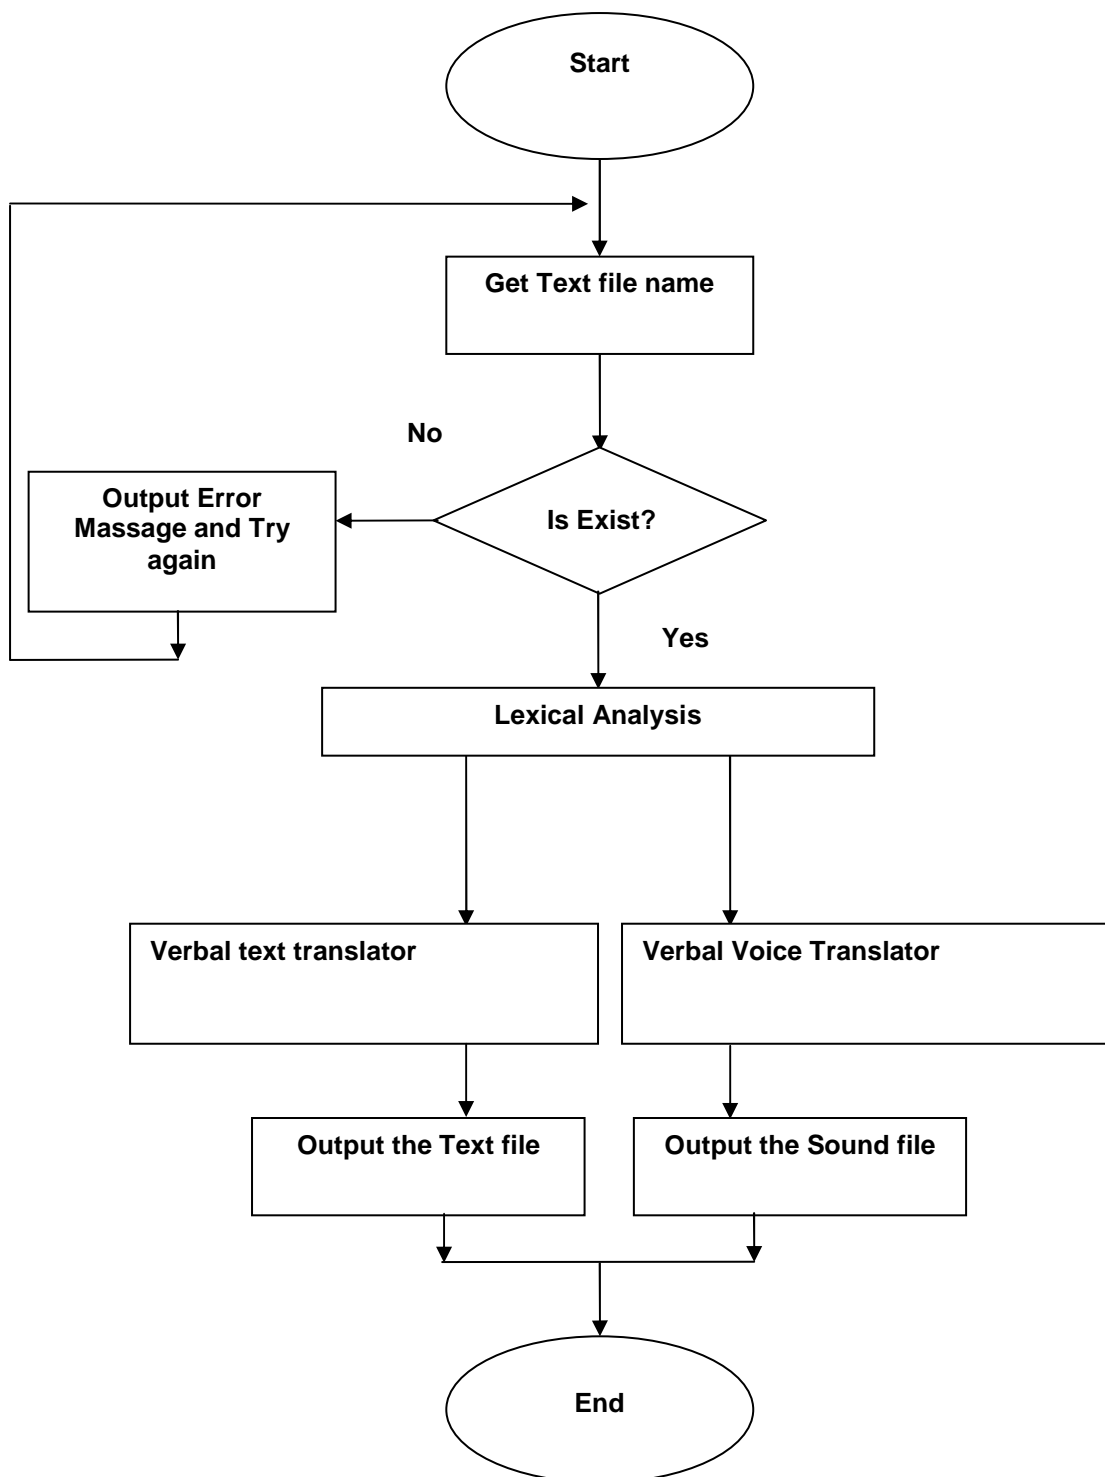 Start
Get Text file name
No
Is Exist?
Output Error
Massage and Try
again
Yes
Lexical Analysis
Verbal text translator
Verbal Voice Translator
Output the Text file
Output the Sound file
End